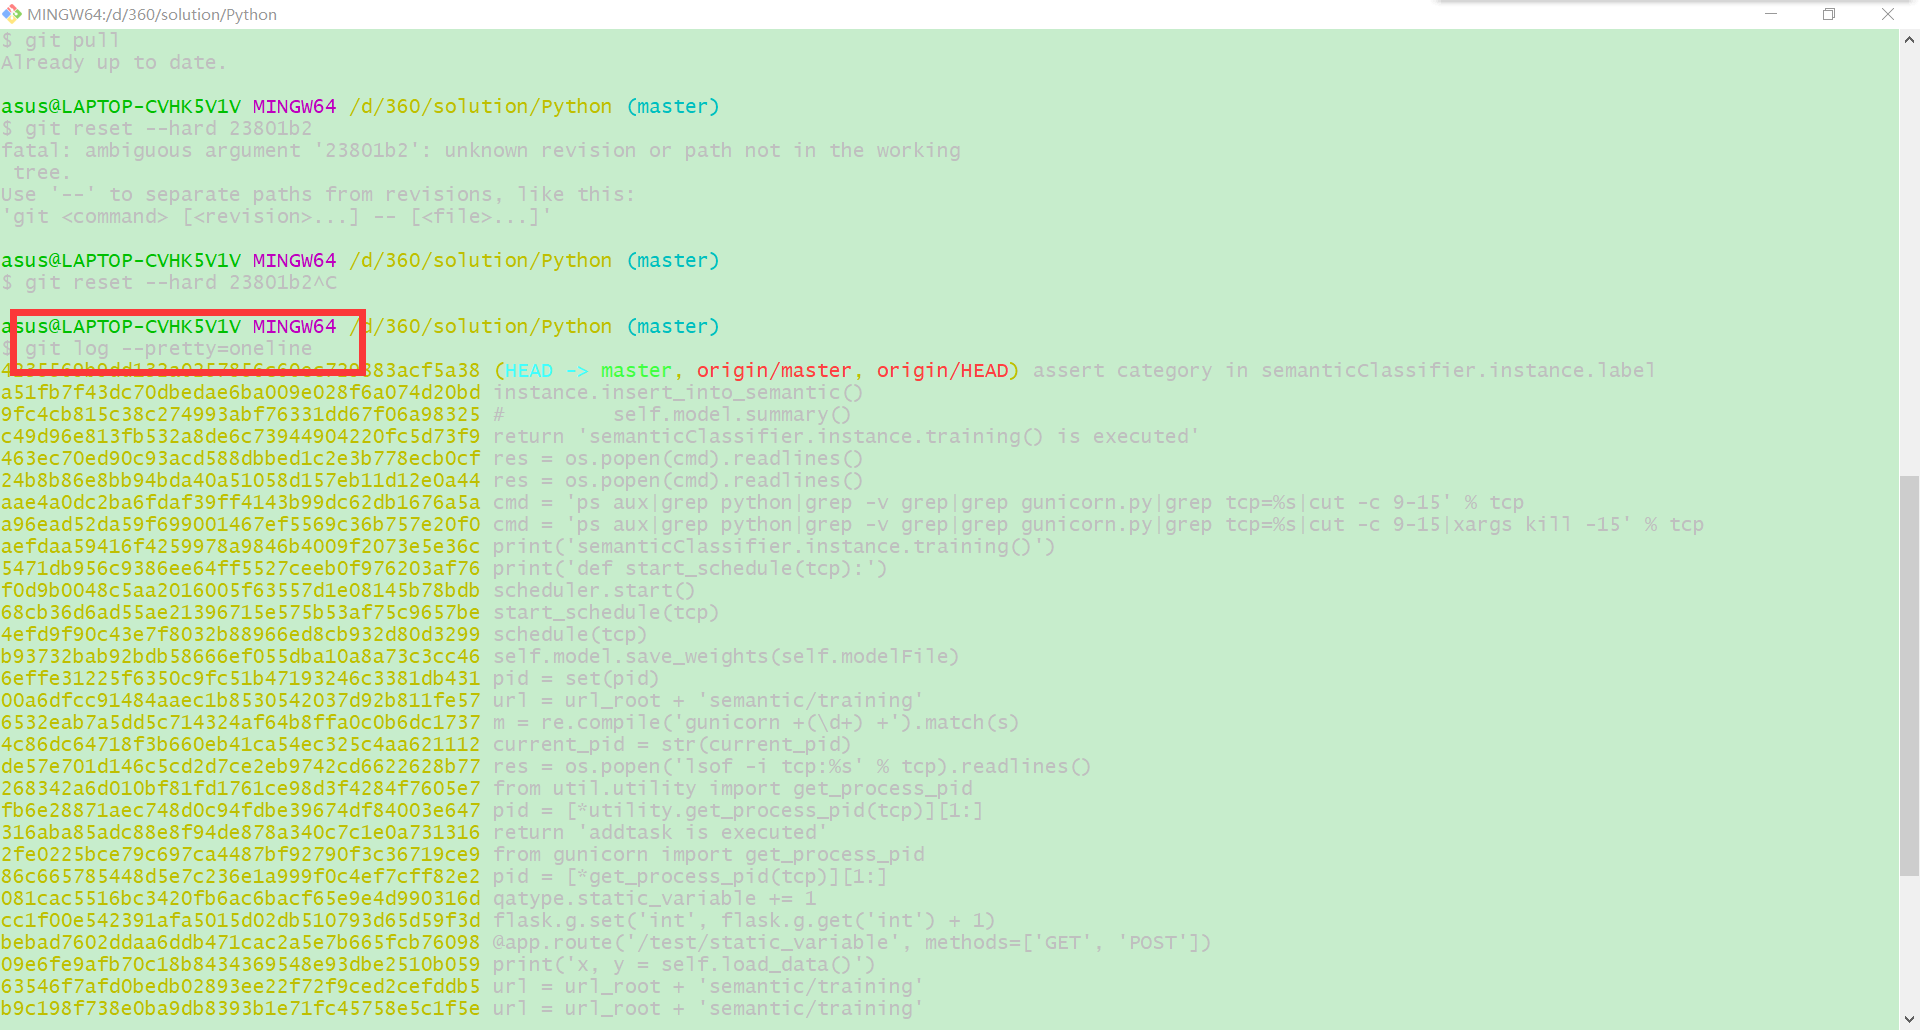 MINGW64:/d/360/solution/Python
$ git pull
Already up to date.
asus@LAPTOP-CVHK5V1V MINGW64 /d/360/solution/Python (master)
$ git reset --hard 23801b2
fatal: ambiguous argument '23801b2': unknown revision or path not in the working
tree.
Use '--' to separate paths from revisions, like this:
'git <command> [<revision>...] -- [<file>...]'
asus@LAPTOP-CVHK5V1V MINGW64 /d/360/solution/Python (master)
$ git reset --hard 23801b2^C
asus@LAPTOP-CVHK5V1V MINGW64 /d/360/solution/Python (master)
$ git log --pretty=oneline
(HEAD -> master, origin/master, origin/HEAD) assert category in semanticClassifier.instance.label
a51fb7f43dc70dbedae6ba009e028f6a074d20bd instance.insert_into_semantic()
9fc4cb815c38c274993abf76331dd67f06a98325 #         self.model.summary()
c49d96e813fb532a8de6c73944904220fc5d73f9 return 'semanticClassifier.instance.training() is executed'
463ec70ed90c93acd588dbbed1c2e3b778ecb0cf res = os.popen(cmd).readlines()
24b8b86e8bb94bda40a51058d157eb11d12e0a44 res = os.popen(cmd).readlines()
aae4a0dc2ba6fdaf39ff4143b99dc62db1676a5a cmd = 'ps aux|grep python|grep -v grep|grep gunicorn.py|grep tcp=%s|cut -c 9-15' % tcp
a96ead52da59f699001467ef5569c36b757e20f0 cmd = 'ps aux|grep python|grep -v grep|grep gunicorn.py|grep tcp=%s|cut -c 9-15|xargs kill -15' % tcp
aefdaa59416f4259978a9846b4009f2073e5e36c print('semanticClassifier.instance.training()')
5471db956c9386ee64ff5527ceeb0f976203af76 print('def start_schedule(tcp):')
f0d9b0048c5aa2016005f63557d1e08145b78bdb scheduler.start()
68cb36d6ad55ae21396715e575b53af75c9657be start_schedule(tcp)
4efd9f90c43e7f8032b88966ed8cb932d80d3299 schedule(tcp)
b93732bab92bdb58666ef055dba10a8a73c3cc46 self.model.save_weights(self.modelFile)
6effe31225f6350c9fc51b47193246c3381db431 pid = set(pid)
00a6dfcc91484aaec1b8530542037d92b811fe57 url = url_root + 'semantic/training'
6532eab7a5dd5c714324af64b8ffa0c0b6dc1737 m = re.compile('gunicorn +(\d+) +').match(s)
4c86dc64718f3b660eb41ca54ec325c4aa621112 current_pid = str(current_pid)
de57e701d146c5cd2d7ce2eb9742cd6622628b77 res = os.popen('lsof -i tcp:%s' % tcp).readlines()
268342a6d010bf81fd1761ce98d3f4284f7605e7 from util.utility import get_process_pid
fb6e28871aec748d0c94fdbe39674df84003e647 pid = [*utility.get_process_pid(tcp)][1:]
316aba85adc88e8f94de878a340c7c1e0a731316 return 'addtask is executed'
2fe0225bce79c697ca4487bf92790f3c36719ce9 from gunicorn import get_process_pid
86c665785448d5e7c236e1a999f0c4ef7cff82e2 pid = [*get_process_pid(tcp)][1:]
081cac5516bc3420fb6ac6bacf65e9e4d990316d qatype.static_variable += 1
cc1f00e542391afa5015d02db510793d65d59f3d flask.g.set('int', flask.g.get('int') + 1)
bebad7602ddaa6ddb471cac2a5e7b665fcb76098 @app.route('/test/static_variable', methods=['GET', 'POST'])
09e6fe9afb70c18b8434369548e93dbe2510b059 print('x, y = self.load_data()')
63546f7afd0bedb02893ee22f72f9ced2cefddb5 url = url_root + 'semantic/training'
b9c198f738e0ba9db8393b1e71fc45758e5c1f5e url = url_root + 'semantic/training'